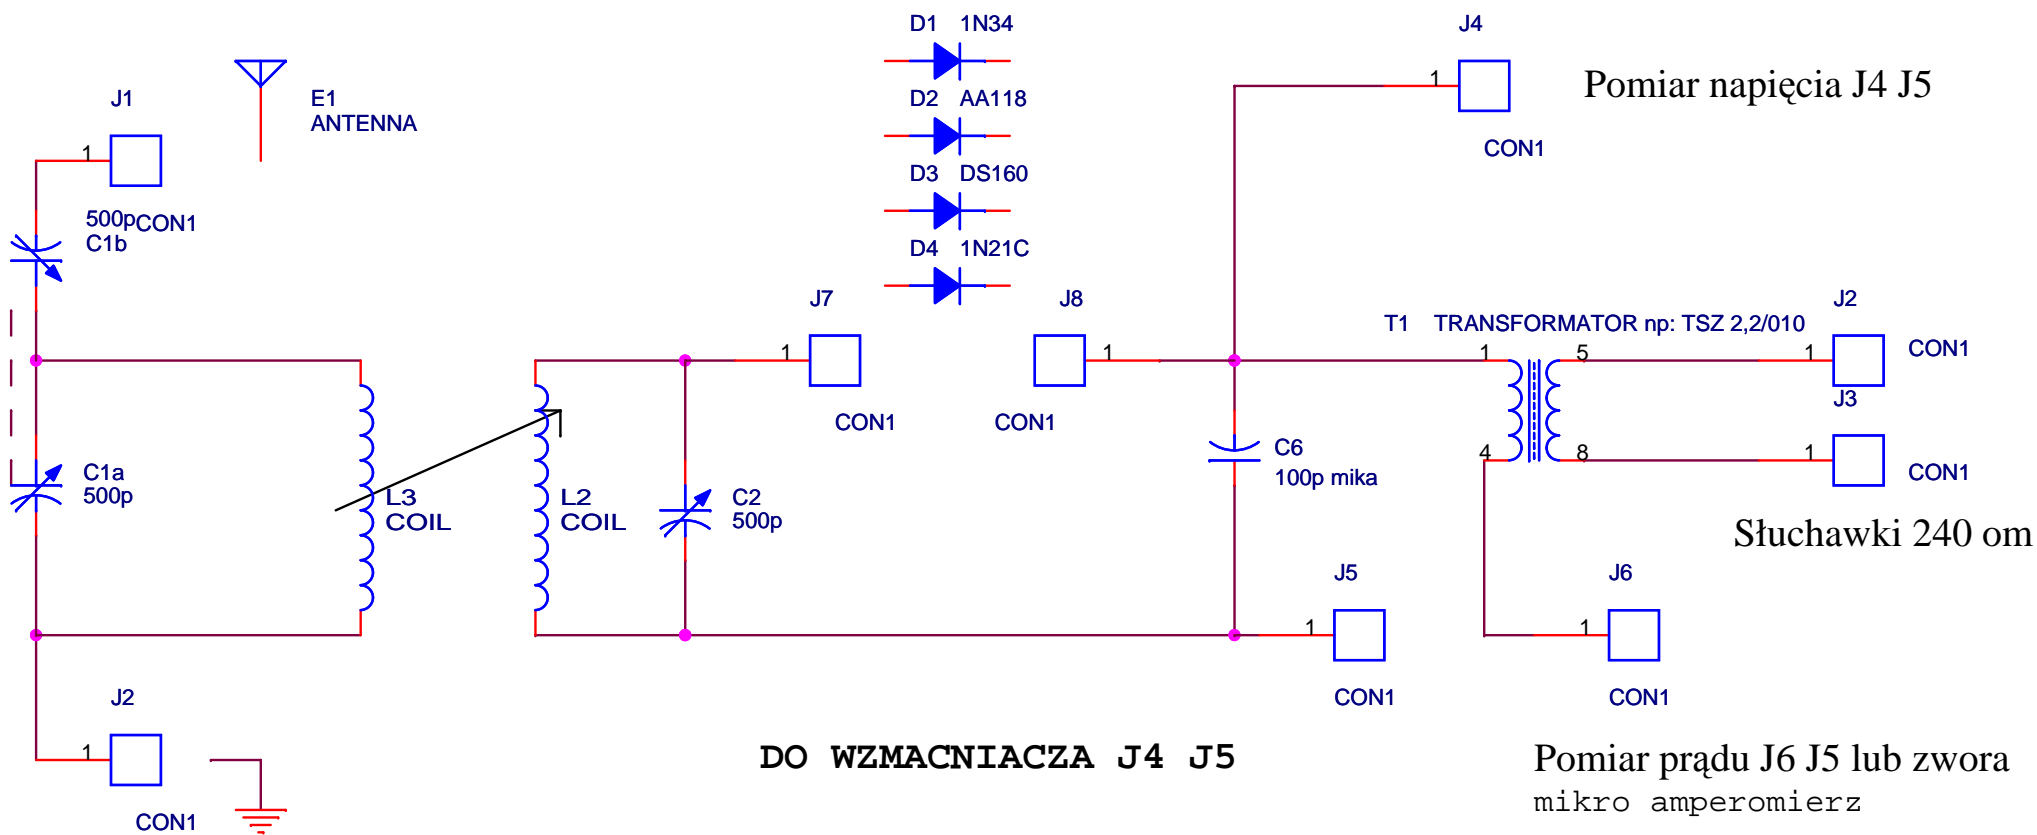 D1 1N34
J4
J1
E1
ANTENNA
1
Pomiar napięcia J4 J5
D2 AA118
1
CON1
D3 DS160
500p
CON1
C1b
D4 1N21C
J7
J8
J2
T1 TRANSFORMATOR np: TSZ 2,2/010
1
1
1
5
1
CON1
J3
CON1
CON1
C6
100p mika
4
8
1
CON1
C1a
500p
L3
COIL
L2
COIL
C2
500p
Słuchawki 240 om
J5
J6
1
1
J2
CON1
CON1
1
DO WZMACNIACZA J4 J5
Pomiar prądu J6 J5 lub zwora
mikro amperomierz
CON1